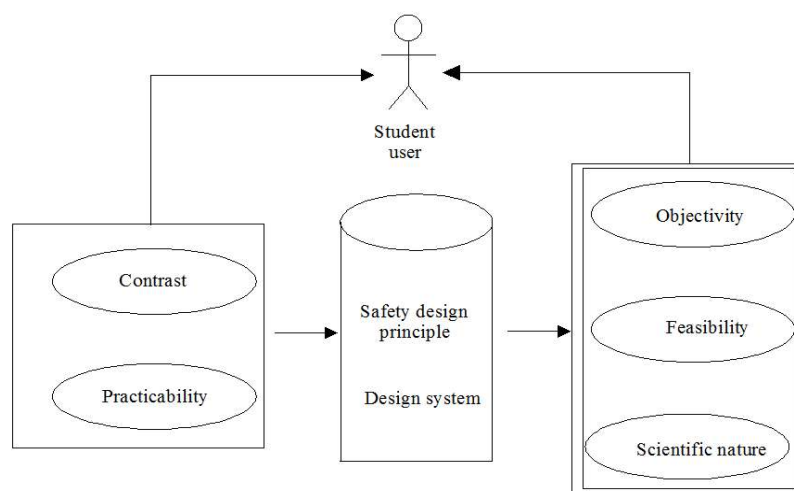 Student
user
Contrast
Practicability
Safety design
principle
Design system
Objectivity
Feasibility
Scientific nature